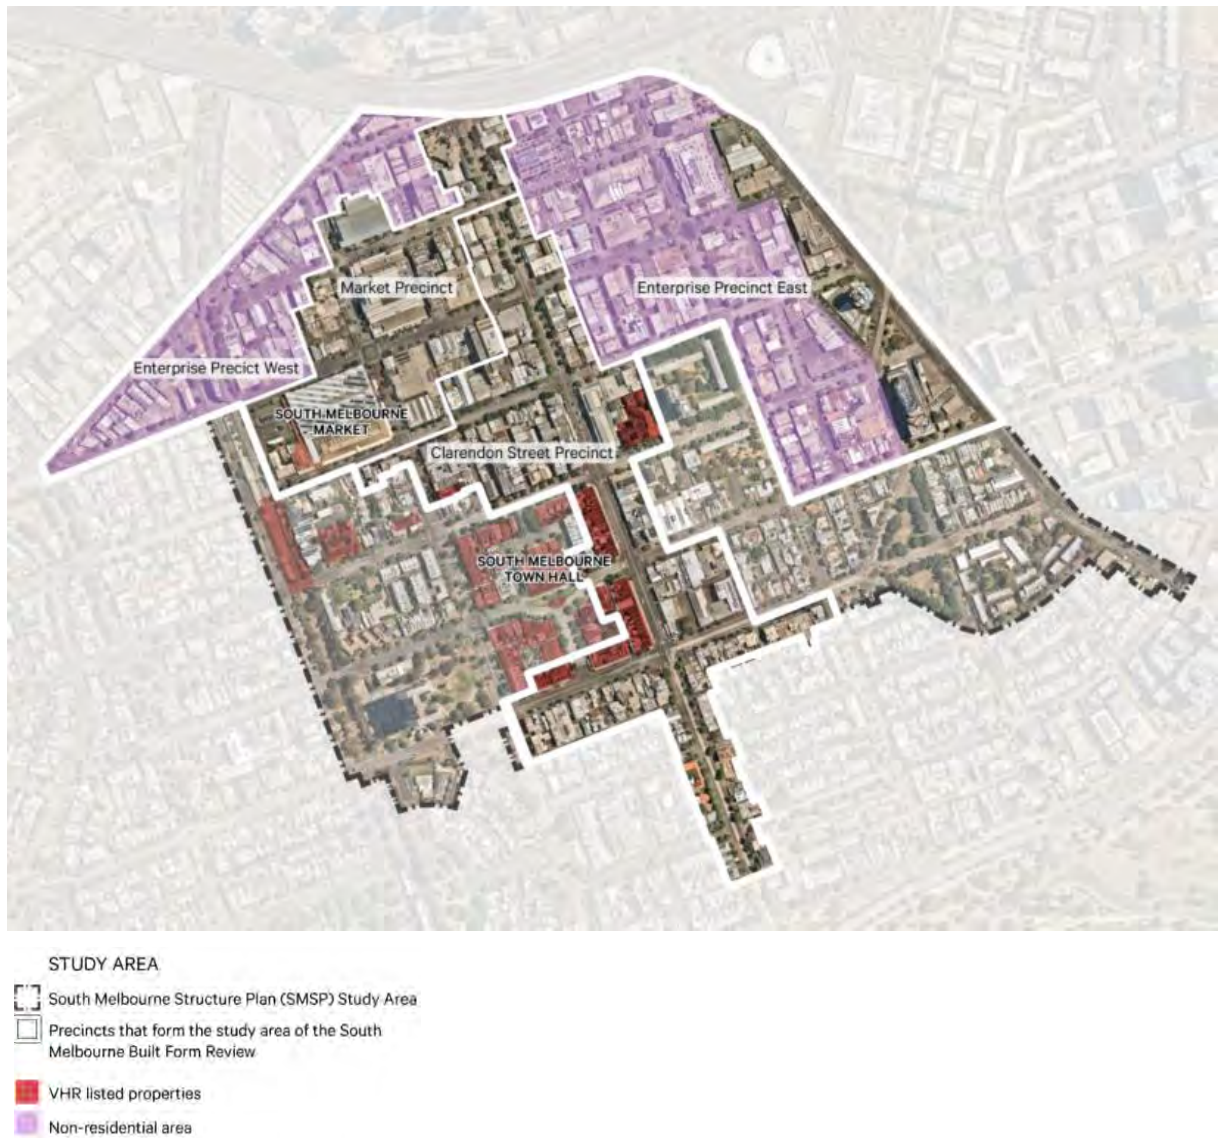 Market Precinct
Enterprise Precinct East
Enterprise Precict West
SOUTH MELBOURNE
MARKET
Clarendon Street Precinct
SOUTH MELBOURNE
TOWN HALL
STUDY AREA
South Melbourne Structure Plan (SMSP) Study Area
Precincts that form the study area of the South
Melbourne Built Form Review
VHR listed properties
Non-residential area